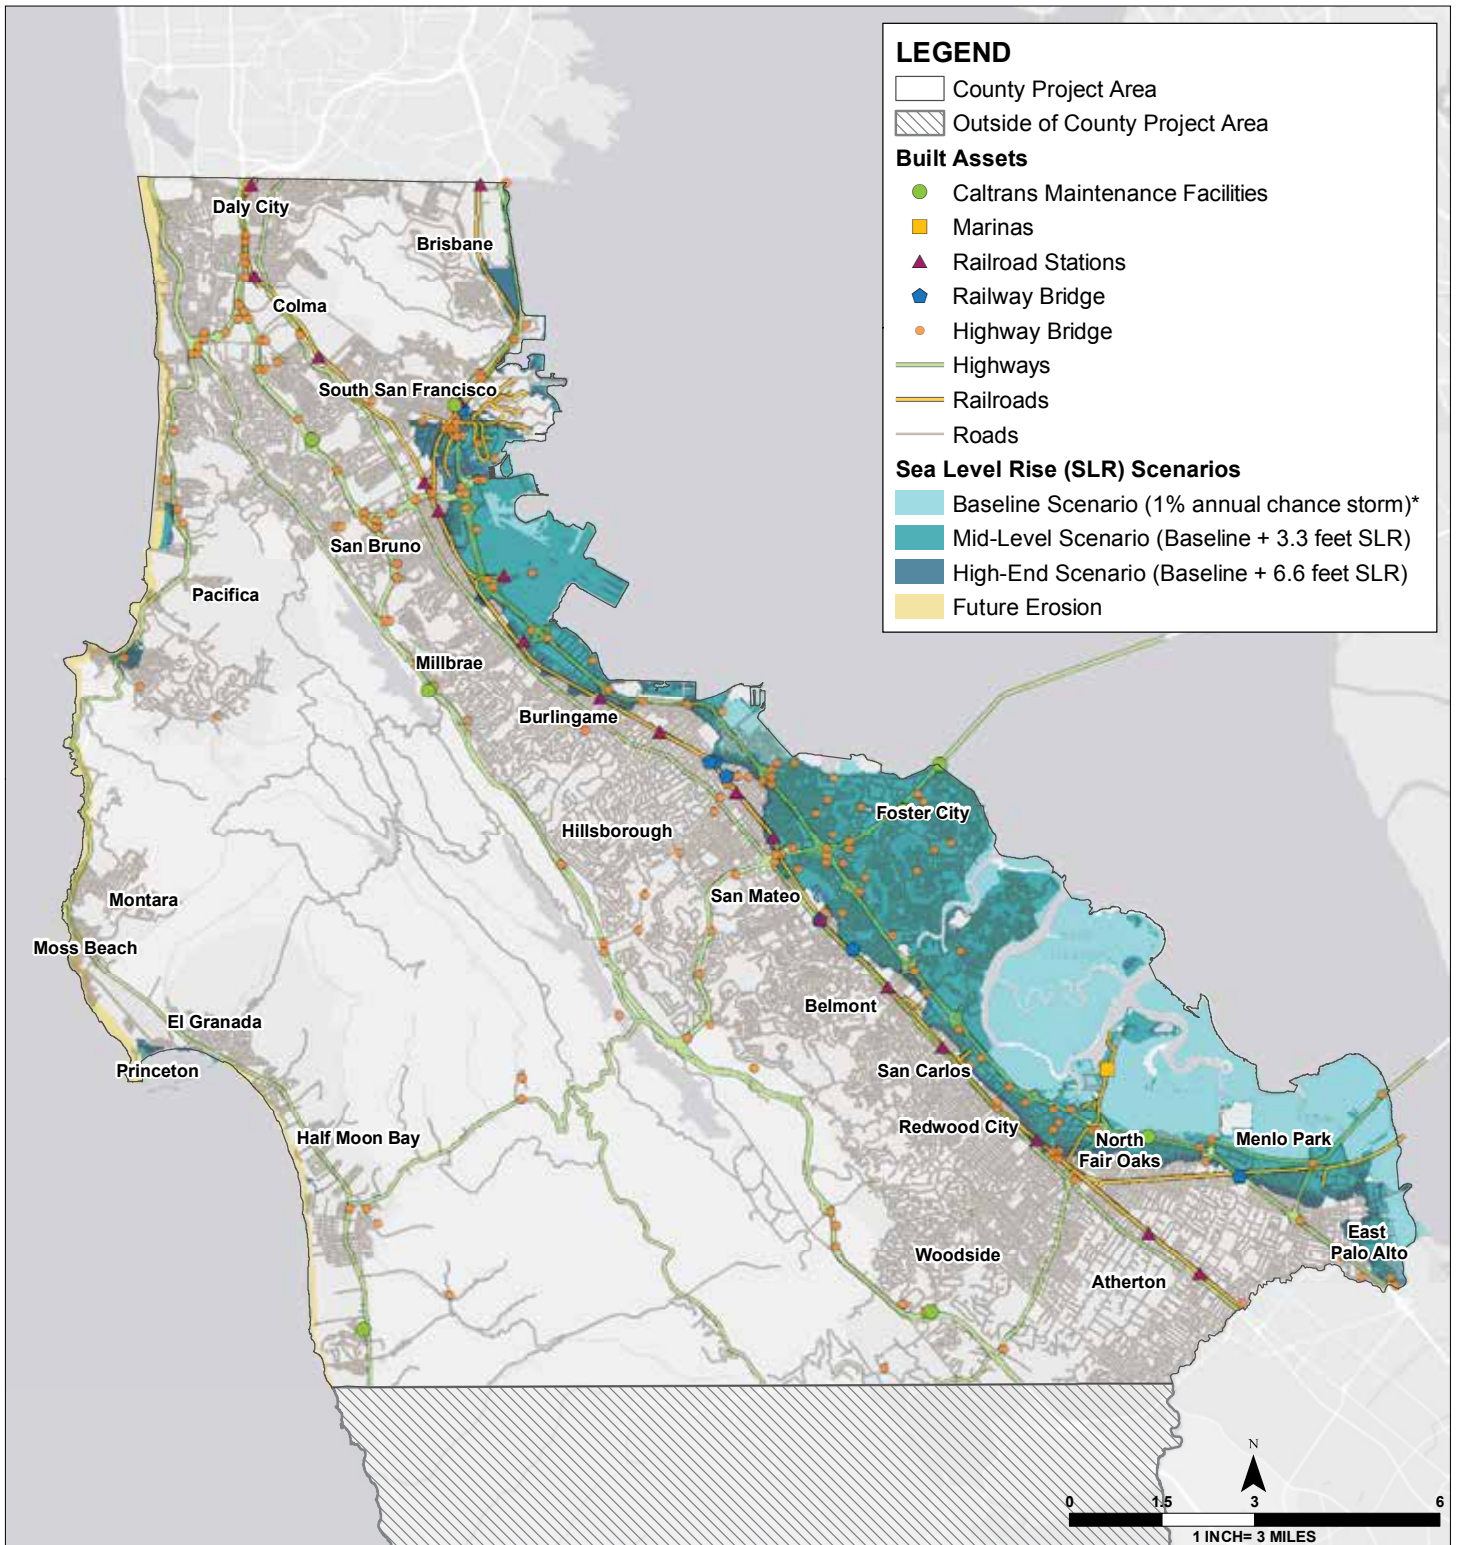 LEGEND
County Project Area
Outside of County Project Area
Built Assets
Caltrans Maintenance Facilities
Marinas
Railroad Stations
Railway Bridge
Highway Bridge
Highways
Railroads
Roads
Sea Level Rise (SLR) Scenarios
Baseline Scenario (1% annual chance storm)*
Mid-Level Scenario (Baseline + 3.3 feet SLR)
High-End Scenario (Baseline + 6.6 feet SLR)
Future Erosion
Daly City
Brisbane
Colma
South San Francisco
San Bruno
Pacifica
Millbrae
Burlingame
Foster City
Hillsborough
San Mateo
Montara
Moss Beach
Belmont
El Granada
Princeton
San Carlos
Redwood City
Half Moon Bay
North
Fair Oaks
Menlo Park
East
Palo Alto
Woodside
Atherton
N
0 1.5 3 6
1 INCH= 3 MILES